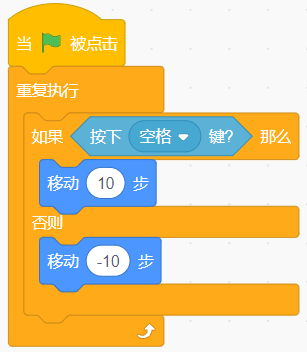 当 被点击
重复执行
如果 按下 空格 键? 那么
移动 10 步
否则
移动 -10 步